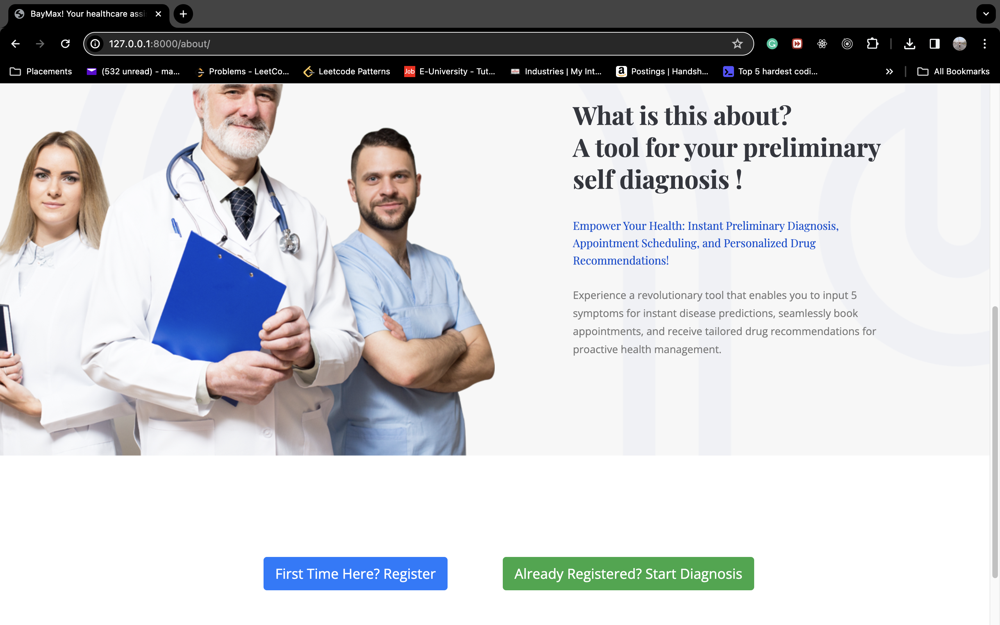 BayMax! Your healthcare assi
127.0.0.1:8000/about/
Placements
(532 unread) - ma...
Problems - LeetCo...
Leetcode Patterns
Job
E-University - Tut...
Industries | My Int...
a
Postings | Handsh...
Top 5 hardest codi...
All Bookmarks
What is this about?
A tool for your preliminary
self diagnosis !
Empower Your Health: Instant Preliminary Diagnosis,
Appointment Scheduling, and Personalized Drug
Recommendations!
Experience a revolutionary tool that enables you to input 5
symptoms for instant disease predictions, seamlessly book
appointments, and receive tailored drug recommendations for
proactive health management.
First Time Here? Register
Already Registered? Start Diagnosis